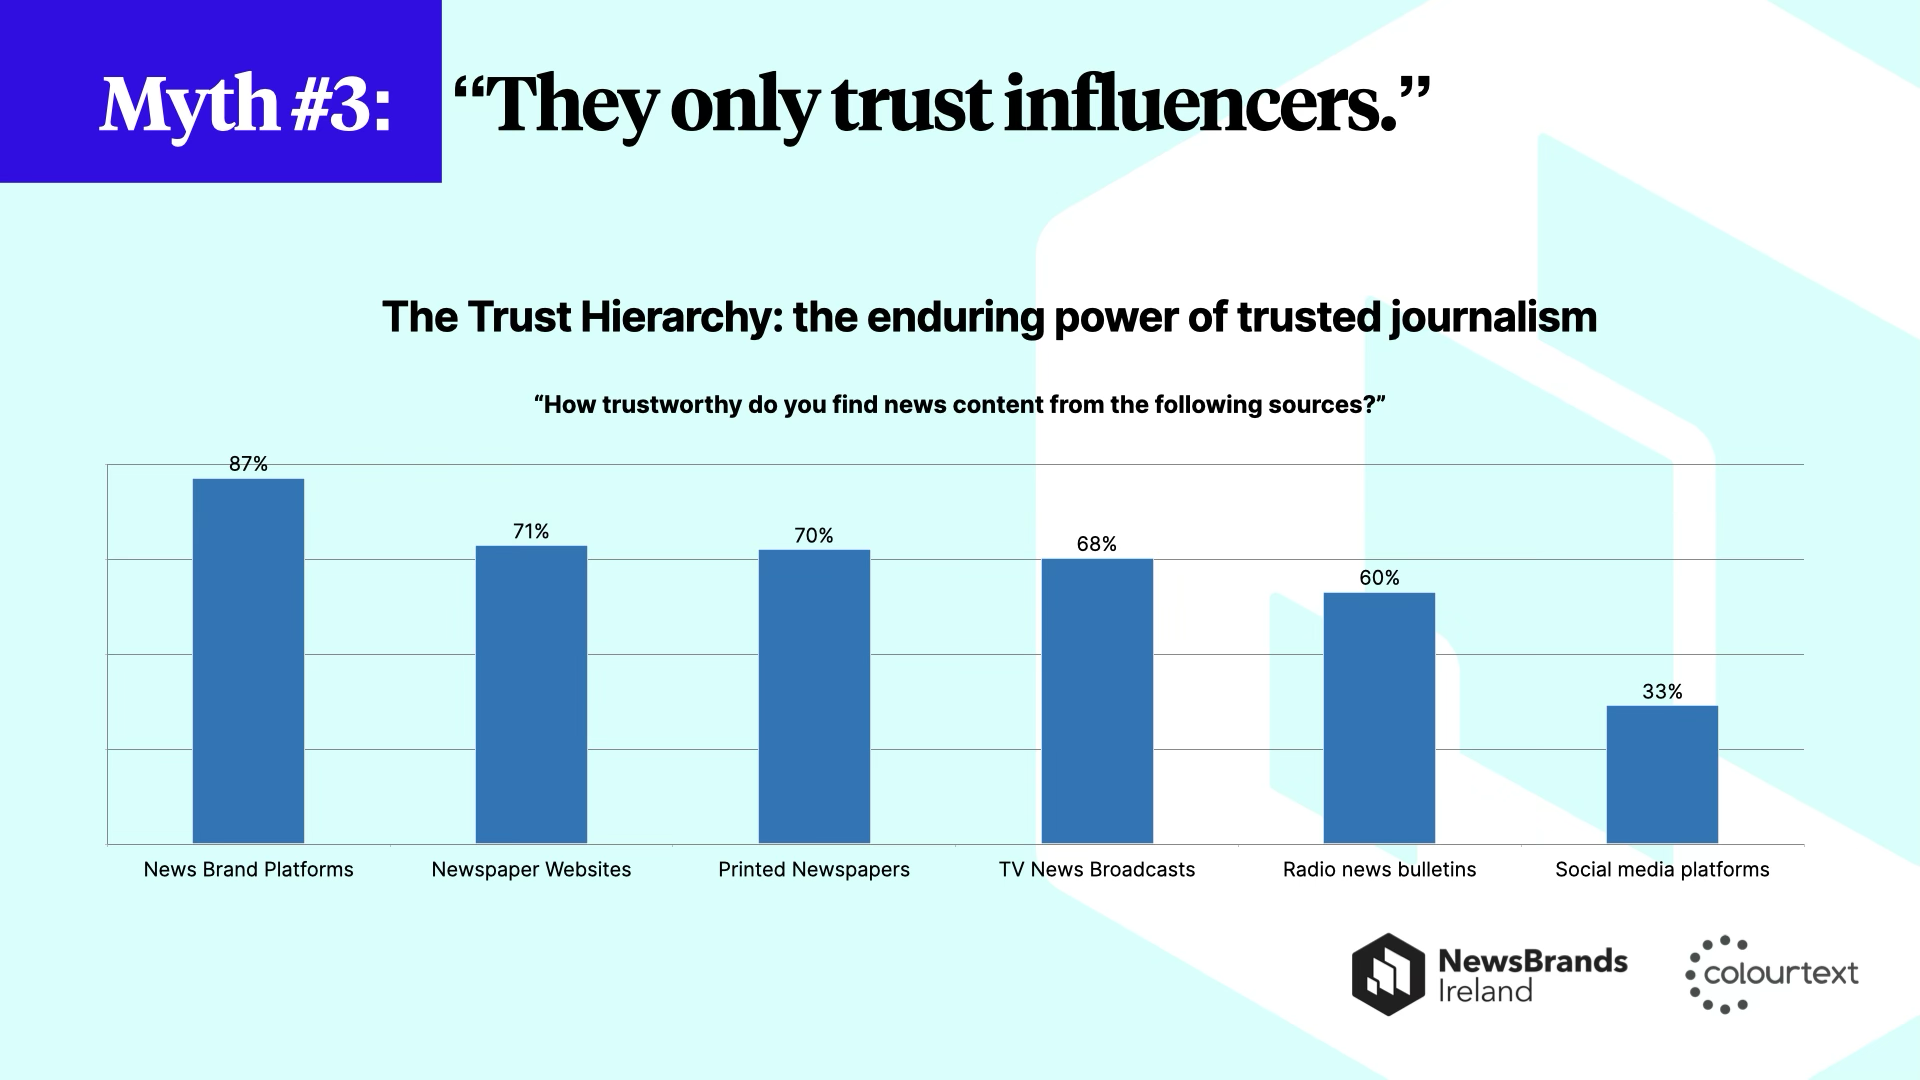 Myth #3: “They only trust influencers.”
The Trust Hierarchy: the enduring power of trusted journalism
“How trustworthy do you find news content from the following sources?”
87%
71%
70%
68%
60%
33%
News Brand Platforms
Newspaper Websites
Printed Newspapers
TV News Broadcasts
Radio news bulletins
Social media platforms
NewsBrands
Ireland
colourtext